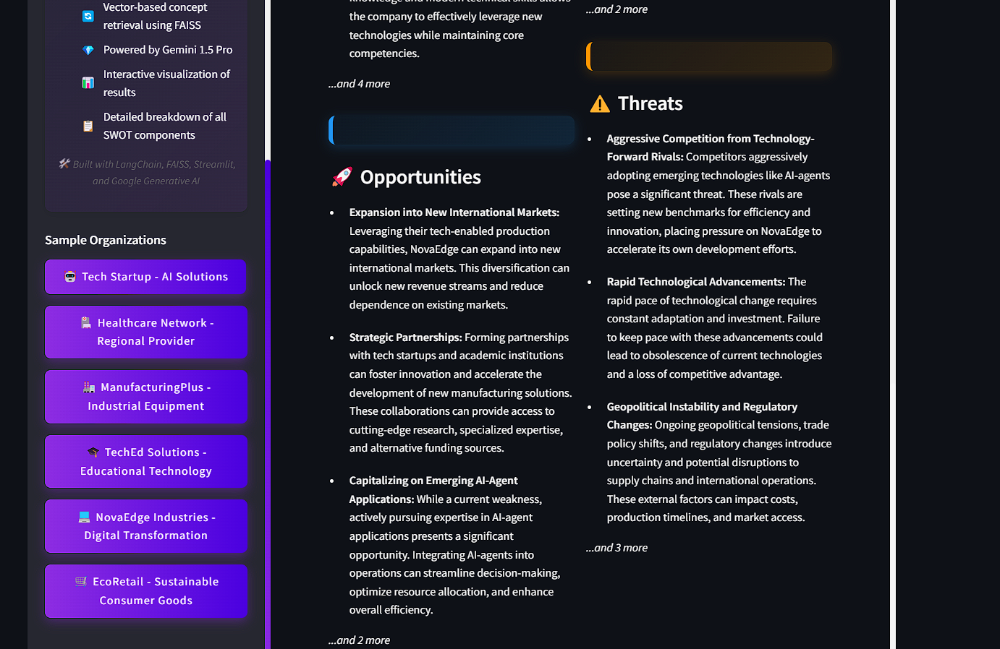 Vector-based concept
retrieval using FAISS
Powered by Gemini 1.5 Pro
Interactive visualization of
results
Detailed breakdown of all
SWOT components
Built with LangChain, FAISS, Streamlit,
and Google Generative AI
Sample Organizations
Tech Startup - AI Solutions
Healthcare Network -
Regional Provider
ManufacturingPlus -
Industrial Equipment
TechEd Solutions -
Educational Technology
NovaEdge Industries -
Digital Transformation
EcoRetail - Sustainable
Consumer Goods
knowledge and modern technical skills allows
the company to effectively leverage new
technologies while maintaining core
competencies.
...and 4 more
Opportunities
• Expansion into New International Markets:
Leveraging their tech-enabled production
capabilities, NovaEdge can expand into new
international markets. This diversification can
unlock new revenue streams and reduce
dependence on existing markets.
• Strategic Partnerships: Forming partnerships
with tech startups and academic institutions
can foster innovation and accelerate the
development of new manufacturing solutions.
These collaborations can provide access to
cutting-edge research, specialized expertise,
and alternative funding sources.
• Capitalizing on Emerging AI-Agent
Applications: While a current weakness,
actively pursuing expertise in AI-agent
applications presents a significant
opportunity. Integrating AI-agents into
operations can streamline decision-making,
optimize resource allocation, and enhance
overall efficiency.
...and 2 more
...and 2 more
Threats
• Aggressive Competition from Technology-
Forward Rivals: Competitors aggressively
adopting emerging technologies like AI-agents
pose a significant threat. These rivals are
setting new benchmarks for efficiency and
innovation, placing pressure on NovaEdge to
accelerate its own development efforts.
• Rapid Technological Advancements: The
rapid pace of technological change requires
constant adaptation and investment. Failure
to keep pace with these advancements could
lead to obsolescence of current technologies
and a loss of competitive advantage.
• Geopolitical Instability and Regulatory
Changes: Ongoing geopolitical tensions, trade
policy shifts, and regulatory changes introduce
uncertainty and potential disruptions to
supply chains and international operations.
These external factors can impact costs,
production timelines, and market access.
...and 3 more